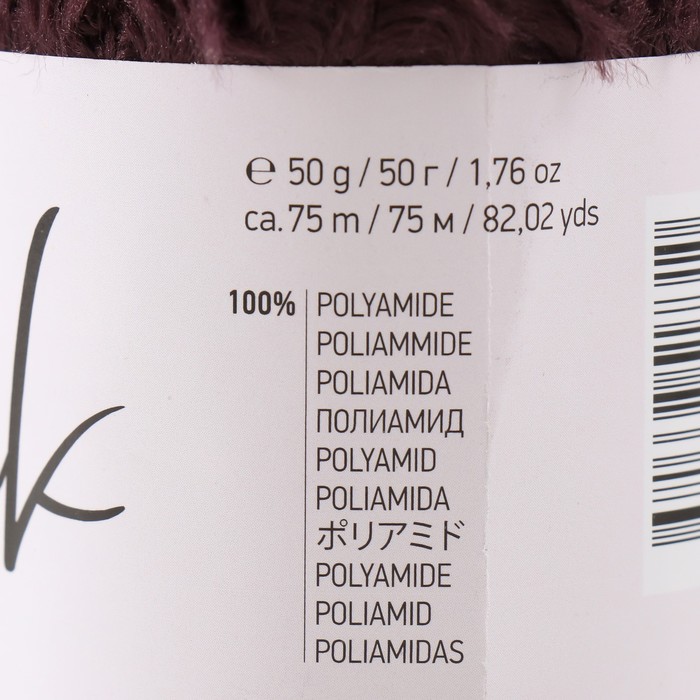 ℮ 50 g / 50 г / 1,76 oz
ca. 75 m / 75 м / 82,02 yds
100% POLYAMIDE
POLIAMMIDE
POLIAMIDA
ПОЛИАМИД
POLYAMID
POLIAMIDA
ポリアミド
POLYAMIDE
POLIAMID
POLIAMIDAS
k